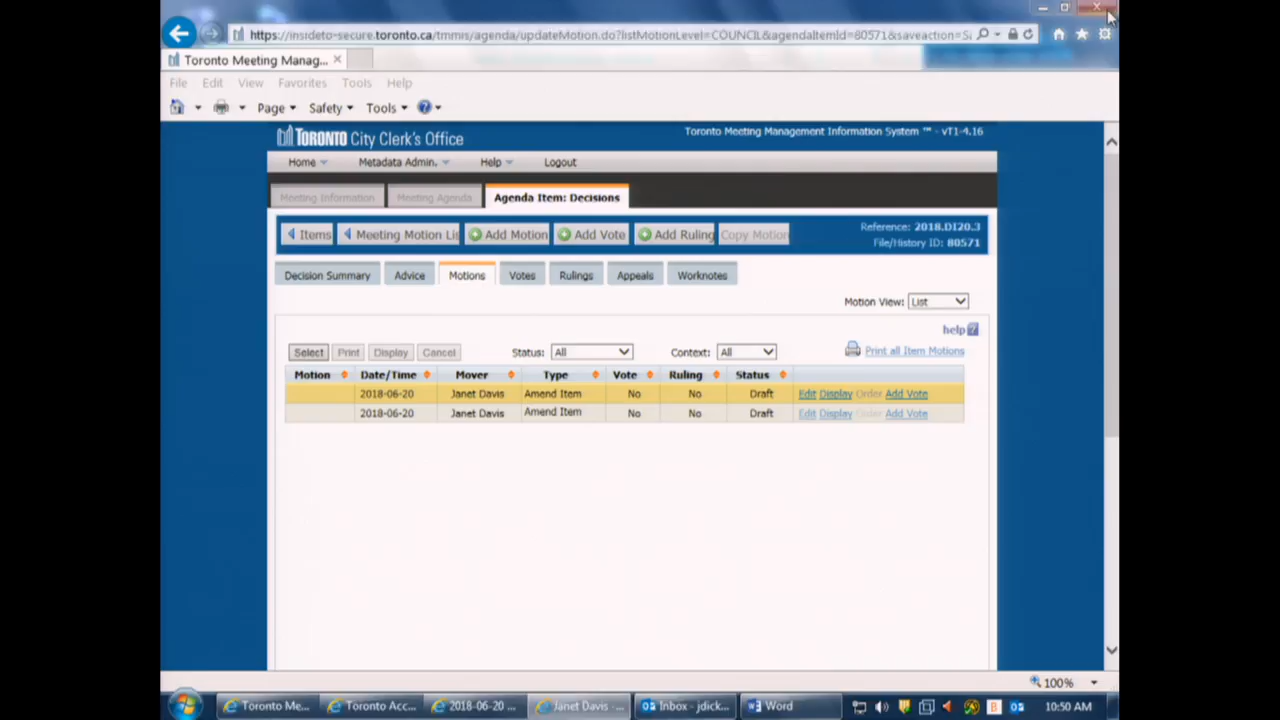 https://insideto-secure.toronto.ca/tmmis/agenda/updateMotion.do?listMotionLevel=COUNCIL&agendaItemId=80571&saveaction=
Toronto Meeting Manag...
File Edit View Favorites Tools Help
Page Safety Tools
TORONTO City Clerk's Office
Toronto Meeting Management Information System ™ - vT1-4.16
Home Metadata Admin. Help Logout
Meeting Information Meeting Agenda Agenda Item: Decisions
Items Meeting Motion Lis Add Motion Add Vote Add Ruling Copy Motion
Reference: 2018.DI20.3
File/History ID: 80571
Decision Summary Advice Motions Votes Rulings Appeals Worknotes
Motion View: List
help
Select Print Display Cancel Status: All Context: All Print all Item Motions
Motion Date/Time Mover Type Vote Ruling Status
2018-06-20 Janet Davis Amend Item No No Draft Edit Display Order Add Vote
2018-06-20 Janet Davis Amend Item No No Draft Edit Display Order Add Vote
100%
Toronto Me... Toronto Acc... 2018-06-20 ... Janet Davis -... Inbox - jdick... Word 10:50 AM